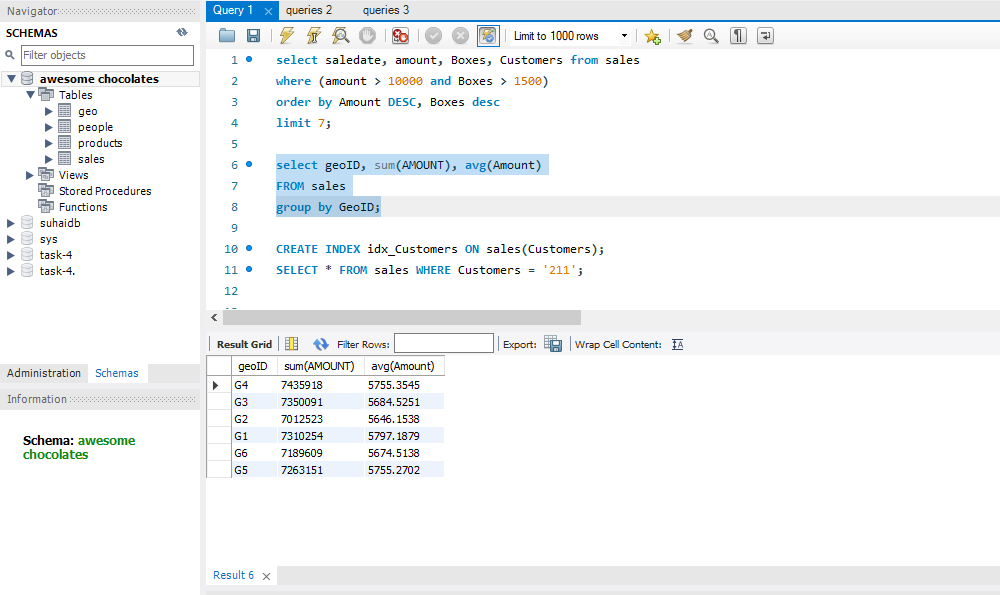 Navigator
SCHEMAS
Filter objects
awesome chocolates
Tables
geo
people
products
sales
Views
Stored Procedures
Functions
suhaidb
sys
task-4
task-4.
Administration Schemas
Information
Schema: awesome
chocolates
Query 1 queries 2 queries 3
Limit to 1000 rows
1 select saledate, amount, Boxes, Customers from sales
2 where (amount > 10000 and Boxes > 1500)
3 order by Amount DESC, Boxes desc
4 limit 7;
5
6 select geoID, sum(AMOUNT), avg(Amount)
7 FROM sales
8 group by GeoID;
9
10 CREATE INDEX idx_Customers ON sales(Customers);
11 SELECT * FROM sales WHERE Customers = '211';
12
Result Grid Filter Rows: Export: Wrap Cell Content:
geoID sum(AMOUNT) avg(Amount)
G4 7435918 5755.3545
G3 7350091 5684.5251
G2 7012523 5646.1538
G1 7310254 5797.1879
G6 7189609 5674.5138
G5 7263151 5755.2702
Result 6